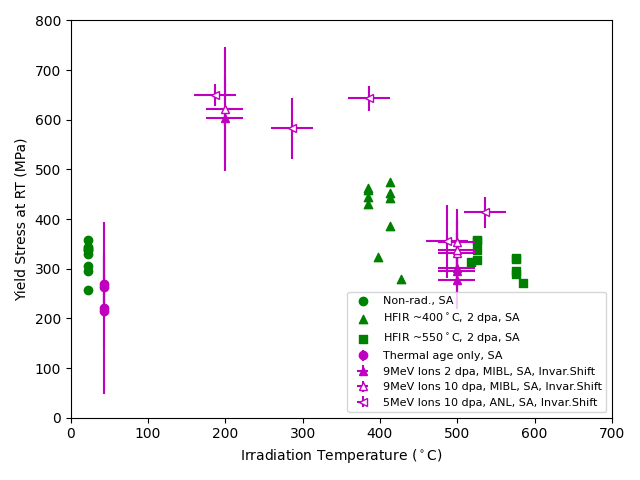 800
700
600
500
400
300
200
100
0
Yield Stress at RT (MPa)
Non-rad., SA
HFIR ~400°C, 2 dpa, SA
HFIR ~550°C, 2 dpa, SA
Thermal age only, SA
9MeV Ions 2 dpa, MIBL, SA, Invar.Shift
9MeV Ions 10 dpa, MIBL, SA, Invar.Shift
5MeV Ions 10 dpa, ANL, SA, Invar.Shift
0 100 200 300 400 500 600 700
Irradiation Temperature (°C)